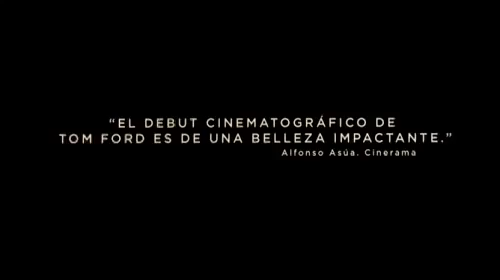 “EL DEBUT CINEMATOGRÁFICO DE
TOM FORD ES DE UNA BELLEZA IMPACTANTE.”
Alfonso Asúa. Cinerama